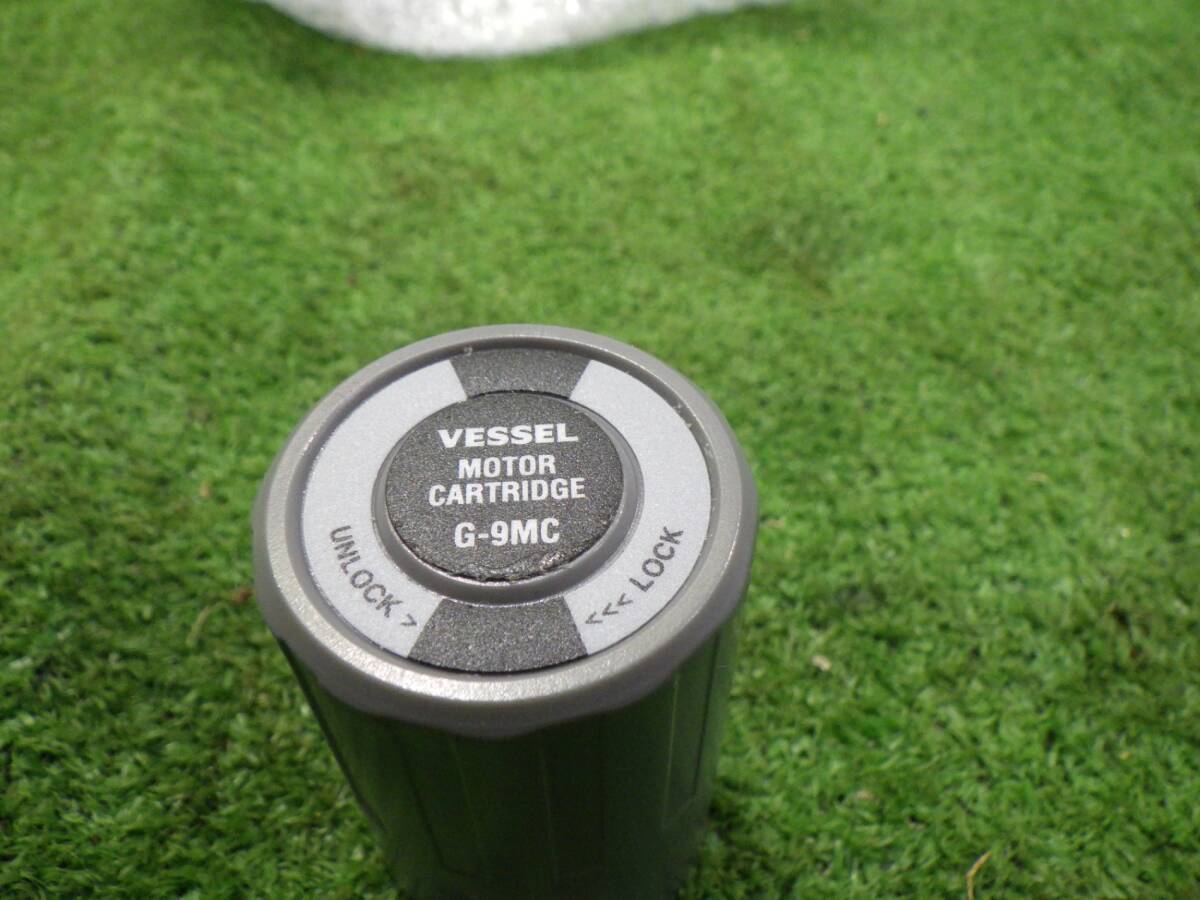 VESSEL
MOTOR
CARTRIDGE
G-9MC
UNLOCK >
<<< LOCK